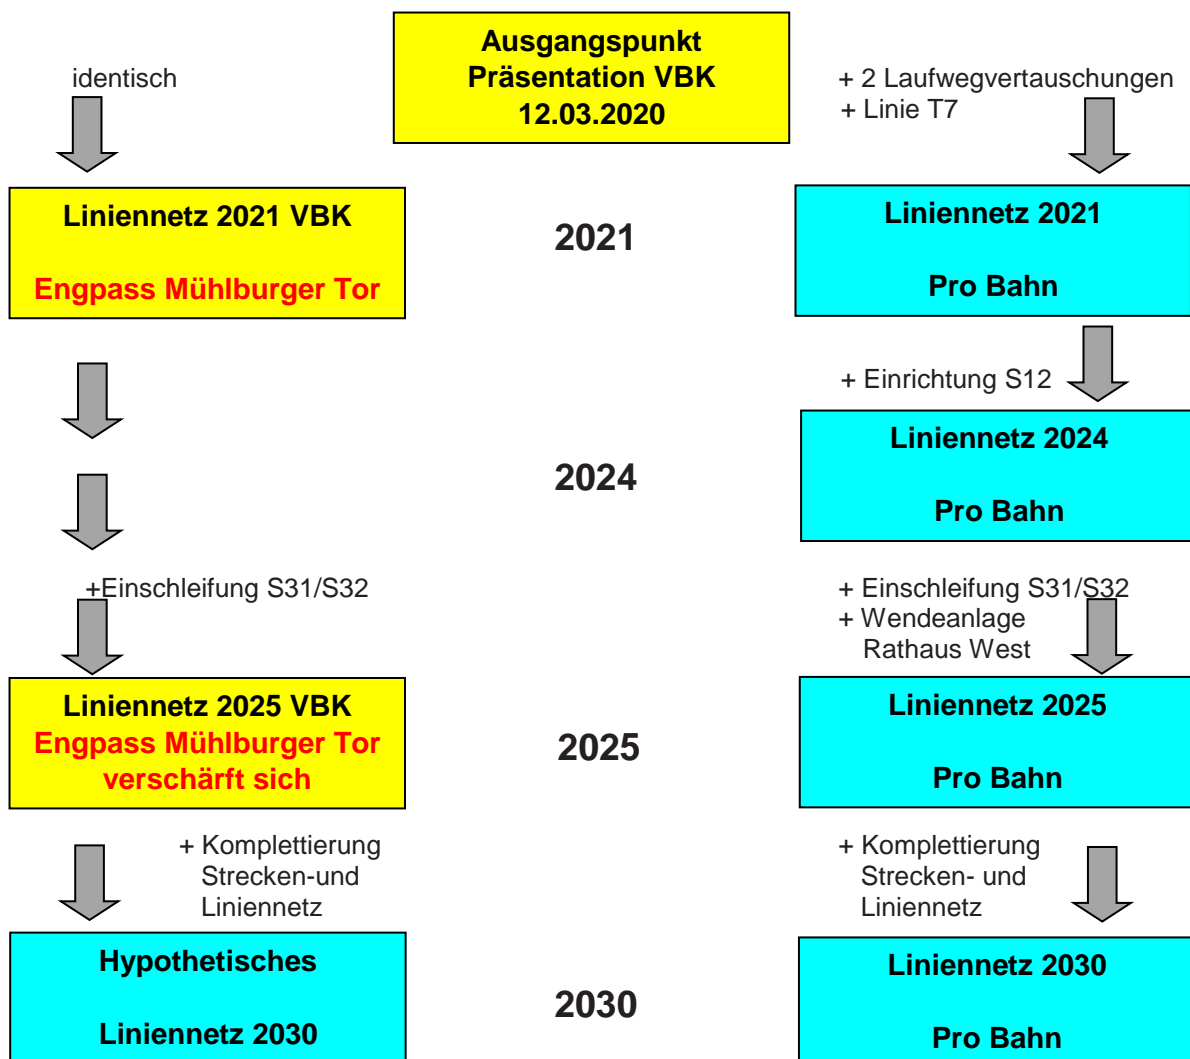 Ausgangspunkt
Präsentation VBK
12.03.2020
identisch
+ 2 Laufwegvertauschungen
+ Linie T7
Liniennetz 2021 VBK
Engpass Mühlburger Tor
2021
Liniennetz 2021
Pro Bahn
+ Einrichtung S12
2024
Liniennetz 2024
Pro Bahn
+Einschleifung S31/S32
+ Einschleifung S31/S32
+ Wendeanlage
Rathaus West
Liniennetz 2025 VBK
Engpass Mühlburger Tor
verschärft sich
2025
Liniennetz 2025
Pro Bahn
+ Komplettierung
Strecken-und
Liniennetz
+ Komplettierung
Strecken- und
Liniennetz
Hypothetisches
Liniennetz 2030
2030
Liniennetz 2030
Pro Bahn